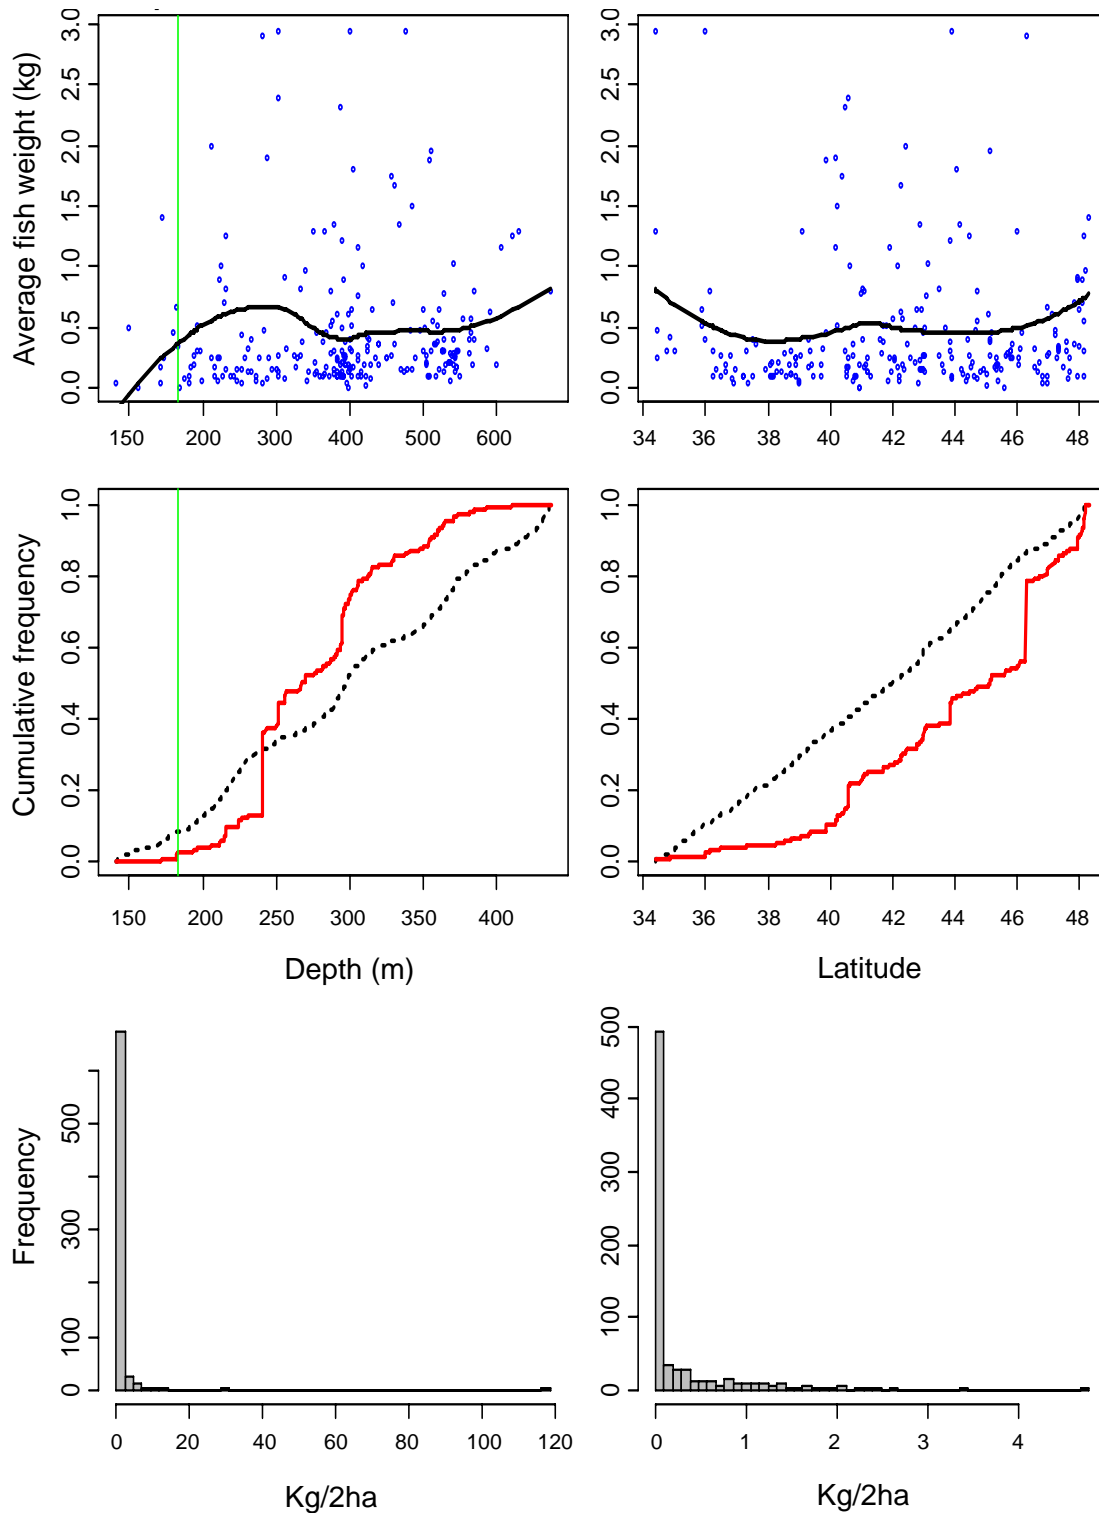 Average fish weight (kg)
0.0 0.5 1.0 1.5 2.0 2.5 3.0
150 200 300 400 500 600
0.0 0.5 1.0 1.5 2.0 2.5 3.0
34 36 38 40 42 44 46 48
Cumulative frequency
0.0 0.2 0.4 0.6 0.8 1.0
150 200 250 300 350 400
Depth (m)
0.0 0.2 0.4 0.6 0.8 1.0
34 36 38 40 42 44 46 48
Latitude
Frequency
0 100 300 500
0 20 40 60 80 100 120
Kg/2ha
0 100 200 300 400 500
0 1 2 3 4
Kg/2ha